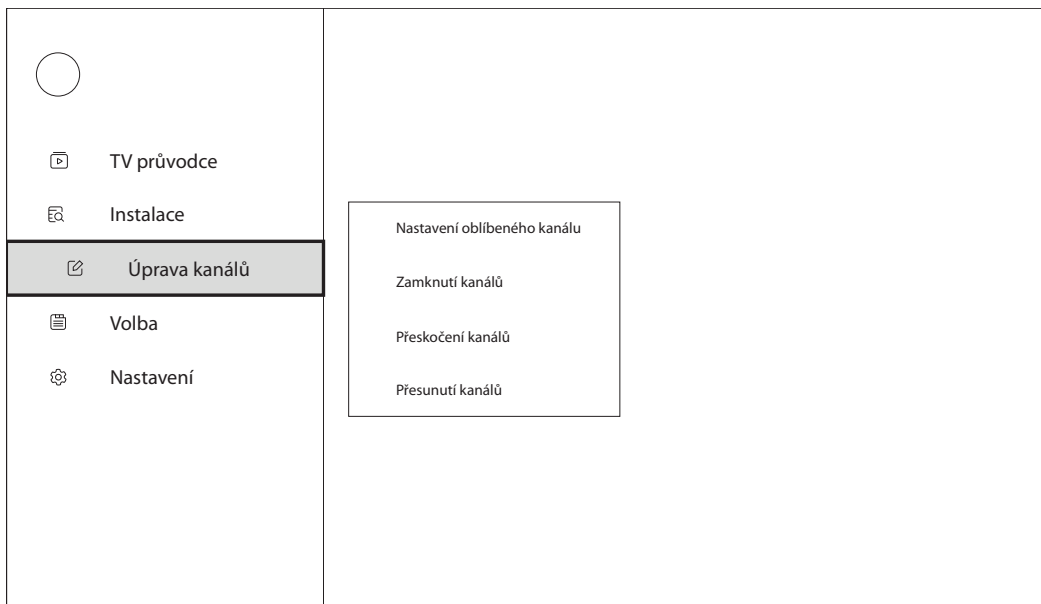 TV průvodce
Instalace
Úprava kanálů
Volba
Nastavení
Nastavení oblíbeného kanálu
Zamknutí kanálů
Přeskočení kanálů
Přesunutí kanálů